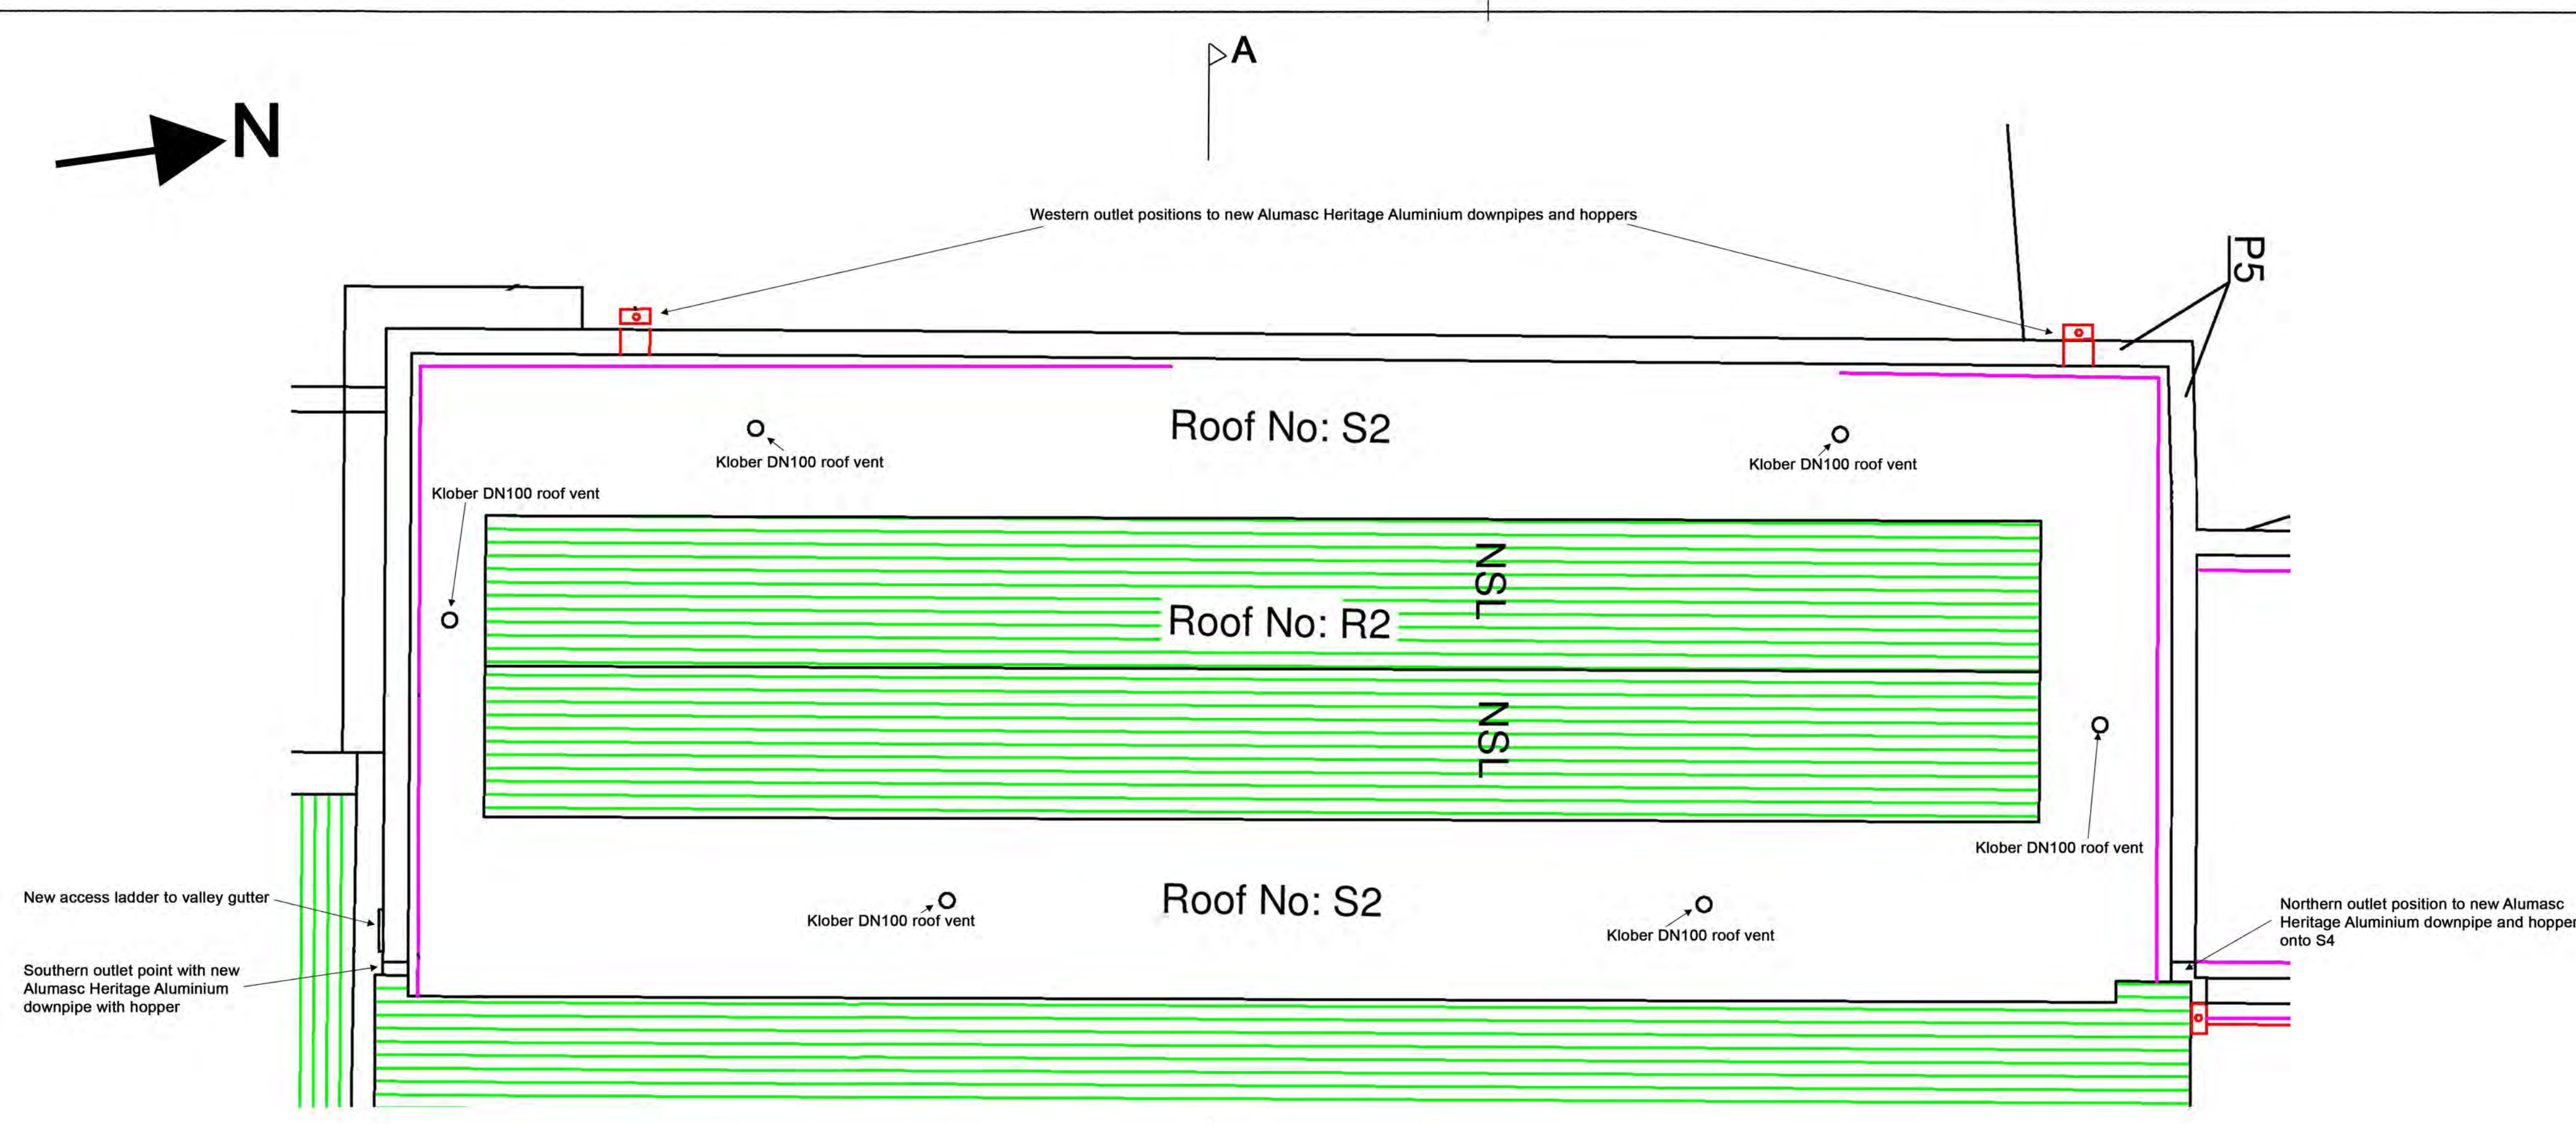 A
N
Western outlet positions to new Alumasc Heritage Aluminium downpipes and hoppers
P5
Roof No: S2
Klober DN100 roof vent
Klober DN100 roof vent
Klober DN100 roof vent
NSL
Roof No: R2
NSL
Klober DN100 roof vent
Roof No: S2
Klober DN100 roof vent
Klober DN100 roof vent
New access ladder to valley gutter
Southern outlet point with new
Alumasc Heritage Aluminium
downpipe with hopper
Northern outlet position to new Alumasc
Heritage Aluminium downpipe and hopper
onto S4